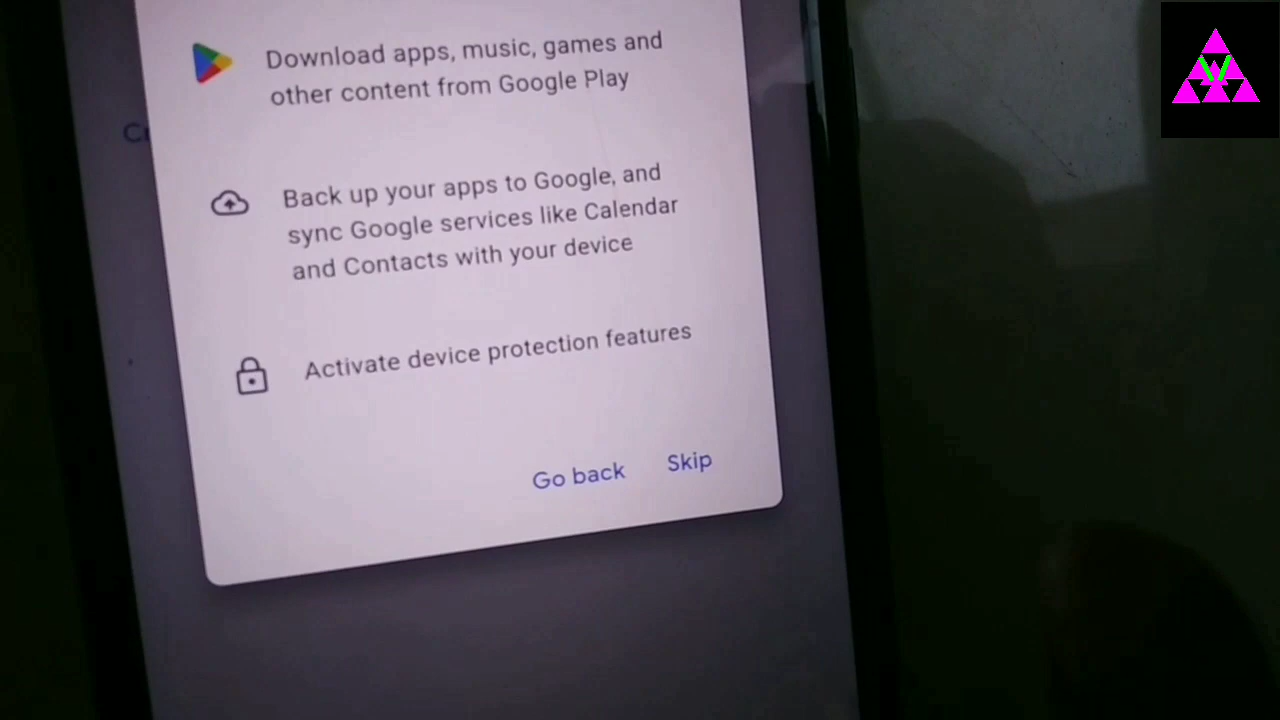 Download apps, music, games and
other content from Google Play
Back up your apps to Google, and
sync Google services like Calendar
and Contacts with your device
Activate device protection features
Go back
Skip